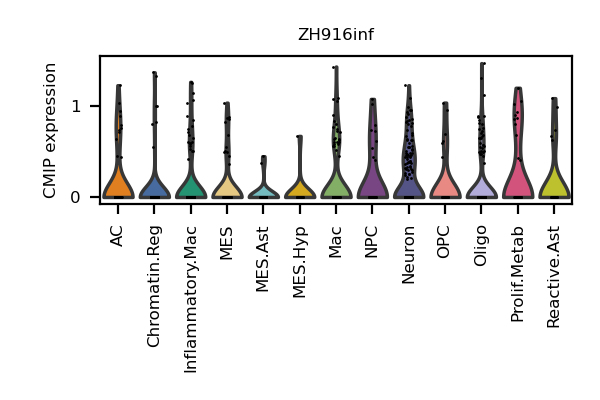 ZH916inf
CMIP expression
1
0
AC
Chromatin.Reg
Inflammatory.Mac
MES
MES.Ast
MES.Hyp
Mac
NPC
Neuron
OPC
Oligo
Prolif.Metab
Reactive.Ast